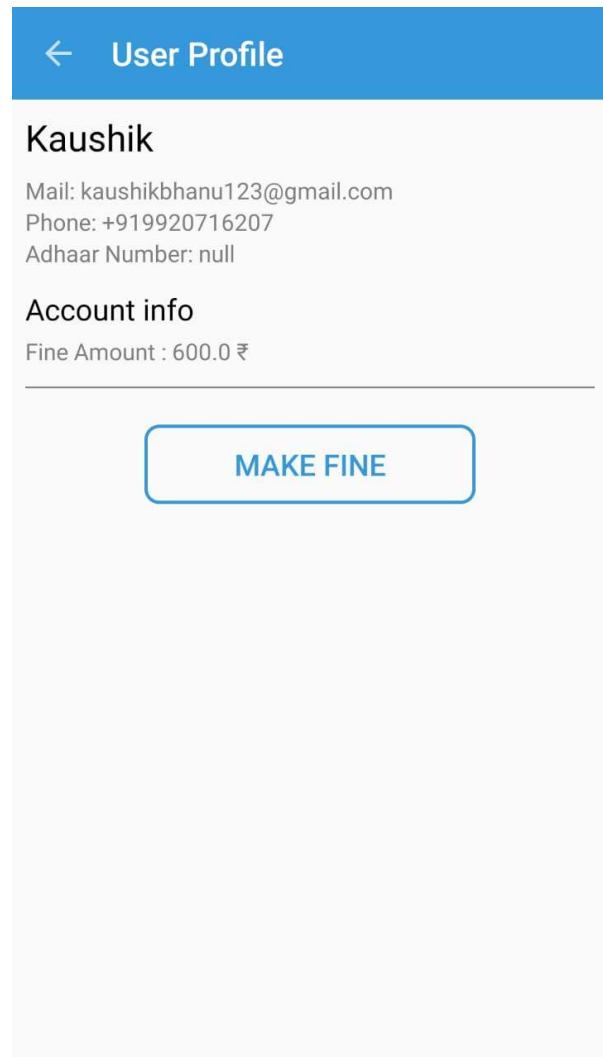 User Profile
Kaushik
Mail: kaushikbhanu123@gmail.com
Phone: +919920716207
Adhaar Number: null
Account info
Fine Amount : 600.0 ₹
MAKE FINE